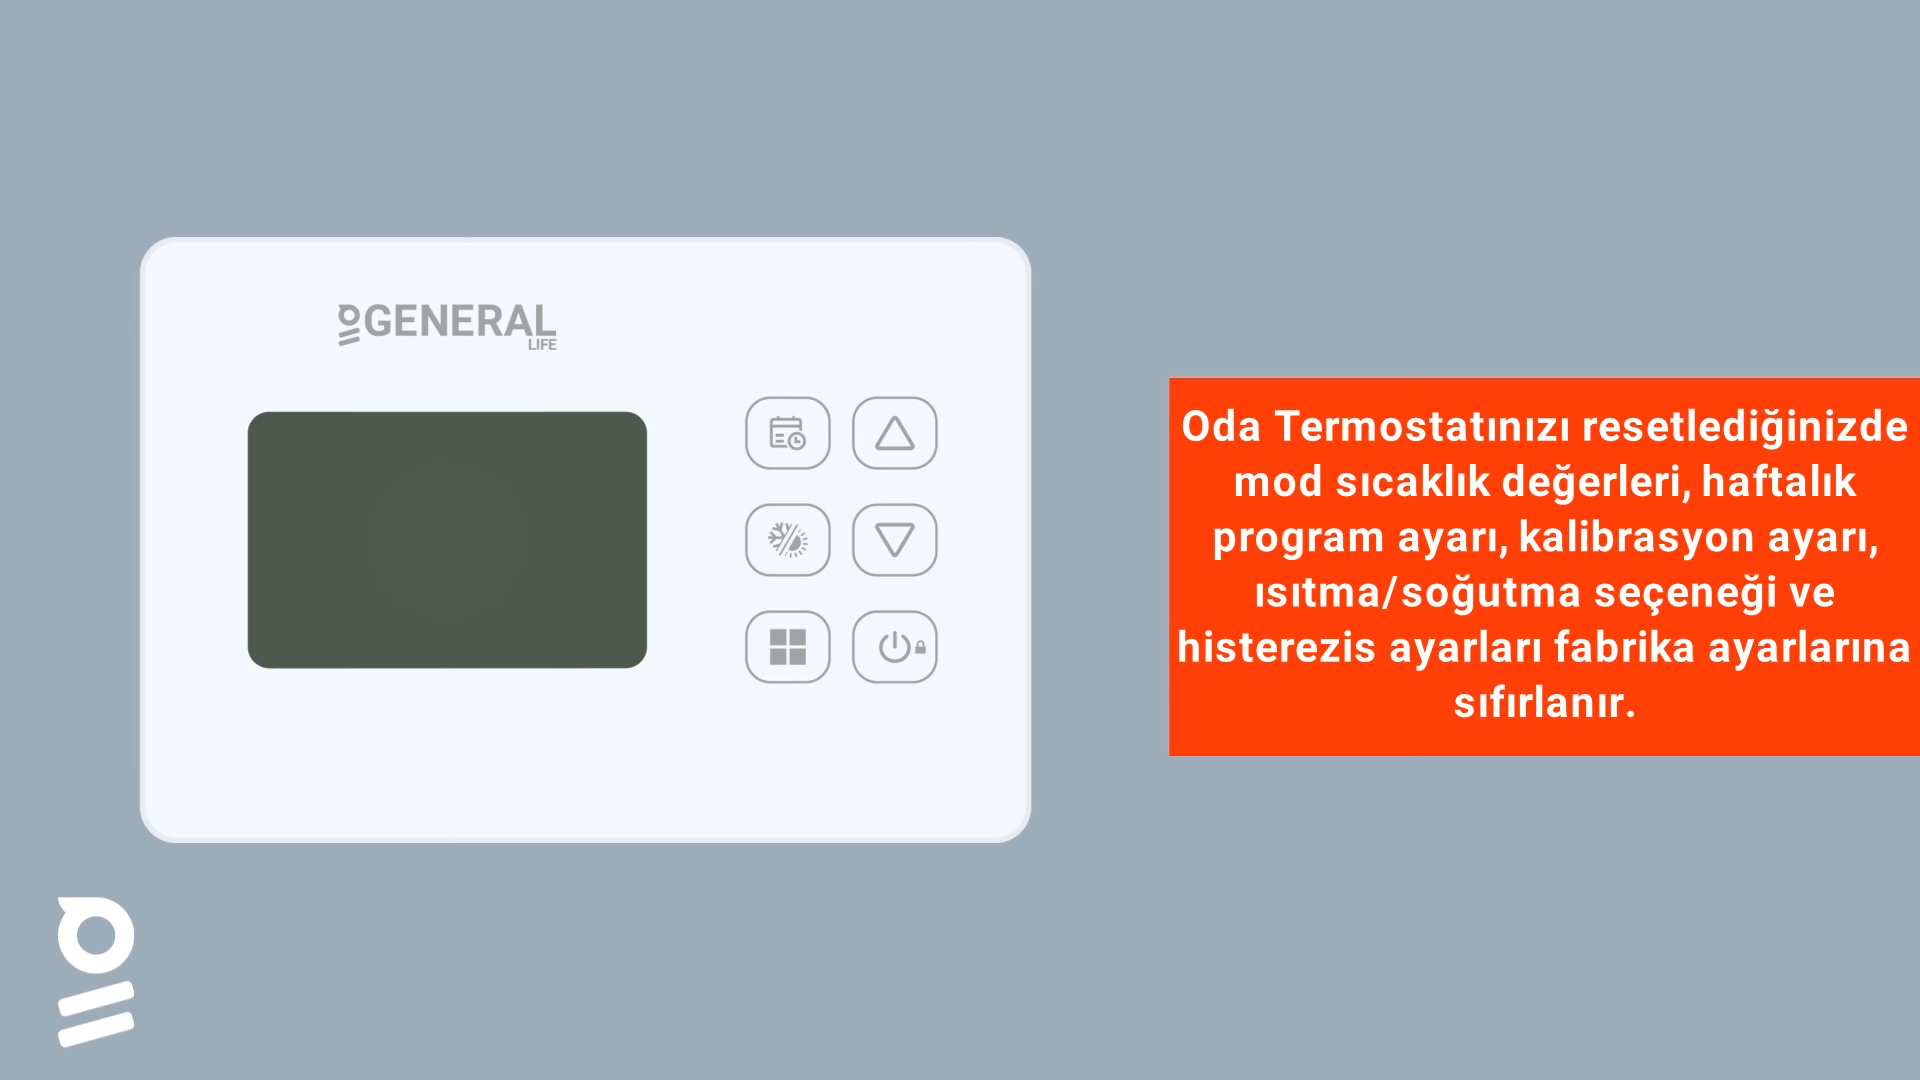 GENERAL
LIFE
Oda Termostatınızı resetlediğinizde
mod sıcaklık değerleri, haftalık
program ayarı, kalibrasyon ayarı,
ısıtma/soğutma seçeneği ve
histerezis ayarları fabrika ayarlarına
sıfırlanır.